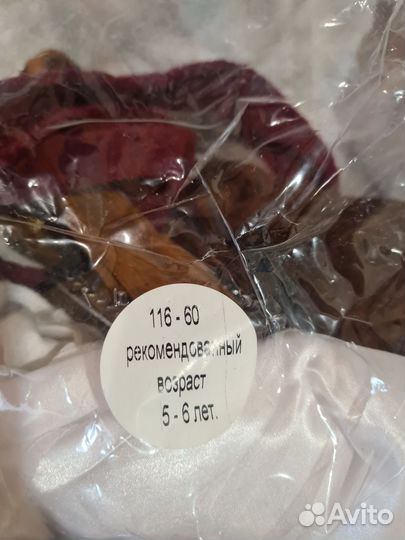 116 - 60
рекомендованный
возраст
5 - 6 лет.
Avito